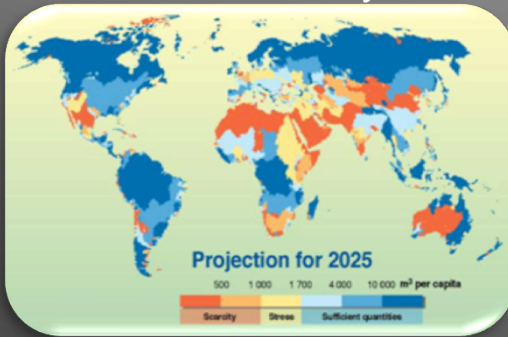 Projection for 2025
500 1 000 1 700 4 000 10 000 m³ per capita
Scarcity Stress Sufficient quantities